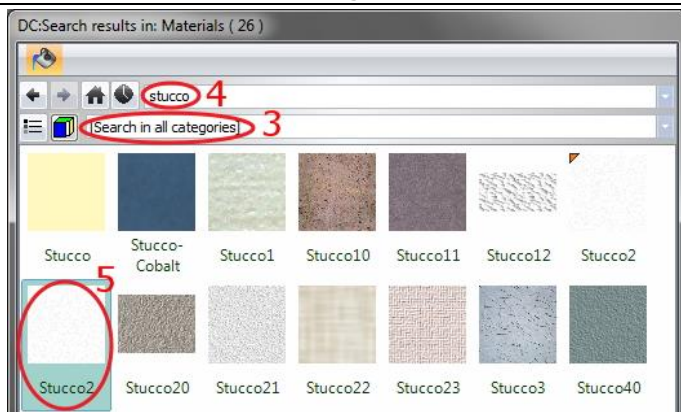 DC:Search results in: Materials ( 26 )
stucco 4
[Search in all categories] 3
Stucco Stucco-Cobalt Stucco1 Stucco10 Stucco11 Stucco12 Stucco2
5
Stucco2 Stucco20 Stucco21 Stucco22 Stucco23 Stucco3 Stucco40